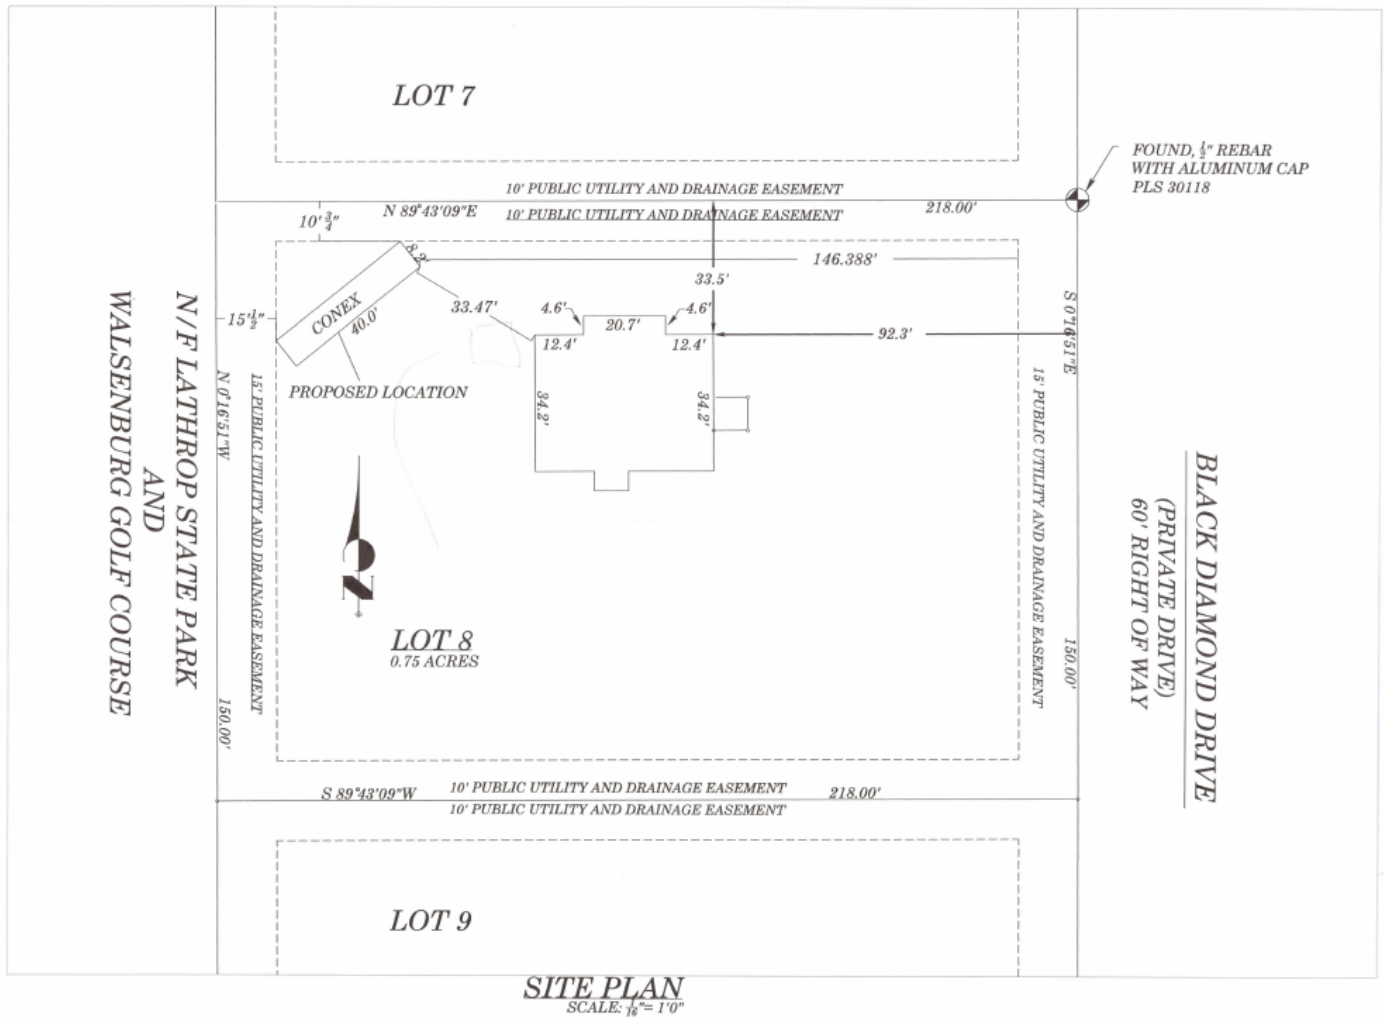 LOT 7
FOUND, ½" REBAR
WITH ALUMINUM CAP
PLS 30118
10' PUBLIC UTILITY AND DRAINAGE EASEMENT
N 89°43'09"E
10' PUBLIC UTILITY AND DRAINAGE EASEMENT
218.00'
10' ¾"
8.2'
146.388'
33.5'
CONEX
40.0'
33.47'
4.6'
4.6'
20.7'
15'½"
12.4'
12.4'
92.3'
S 0°16'51"E
PROPOSED LOCATION
34.2'
34.2'
N 0°16'51"W
15' PUBLIC UTILITY AND DRAINAGE EASEMENT
15' PUBLIC UTILITY AND DRAINAGE EASEMENT
N/F LATHROP STATE PARK
AND
WALSENBURG GOLF COURSE
BLACK DIAMOND DRIVE
(PRIVATE DRIVE)
60' RIGHT OF WAY
N
LOT 8
0.75 ACRES
150.00'
150.00'
S 89°43'09"W
10' PUBLIC UTILITY AND DRAINAGE EASEMENT
218.00'
10' PUBLIC UTILITY AND DRAINAGE EASEMENT
LOT 9
SITE PLAN
SCALE: 1/16"= 1'0"